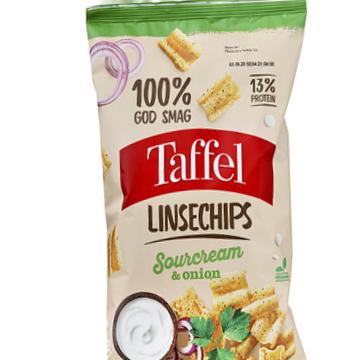 100%
GOD SMAG
13%
PROTEIN
Taffel
LINSECHIPS
Sourcream
& onion